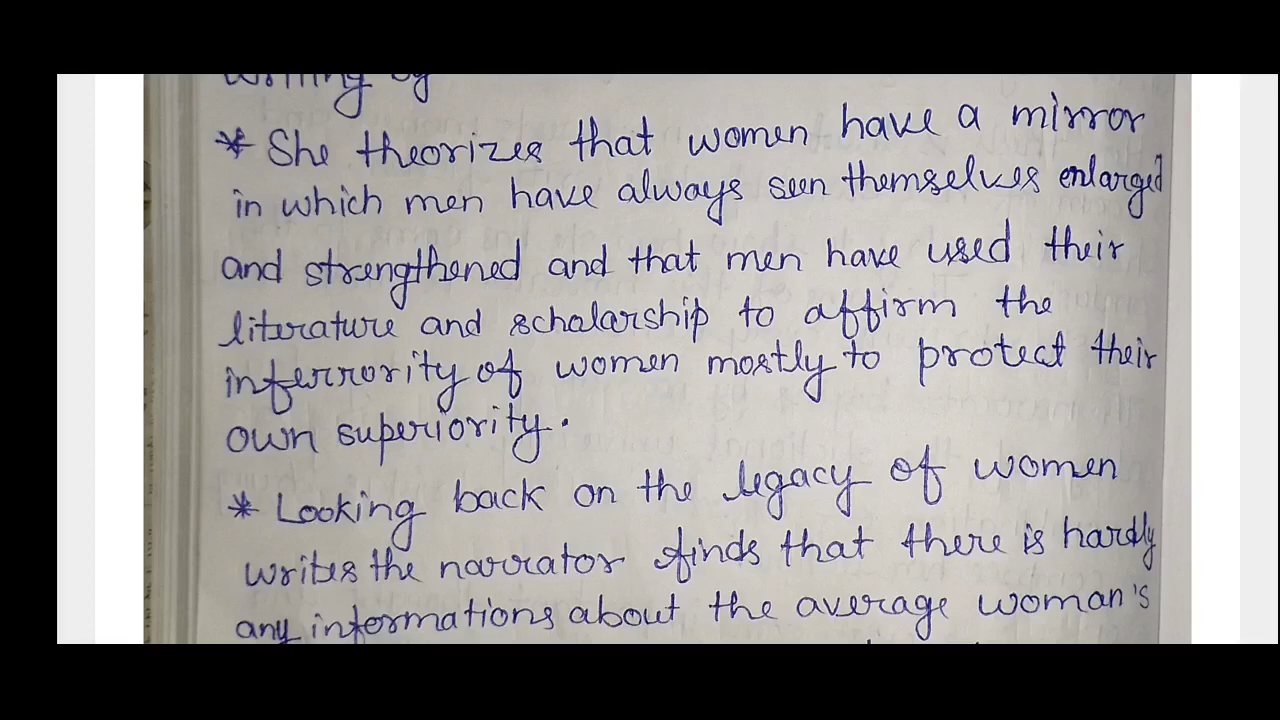 * She theorizes that women have a mirror
in which men have always seen themselves enlarged
and strengthened and that men have used their
literature and scholarship to affirm the
inferrority of women mostly to protect their
own superiority.
* Looking back on the legacy of women
writes the narrator finds that there is hardly
any informations about the average woman's